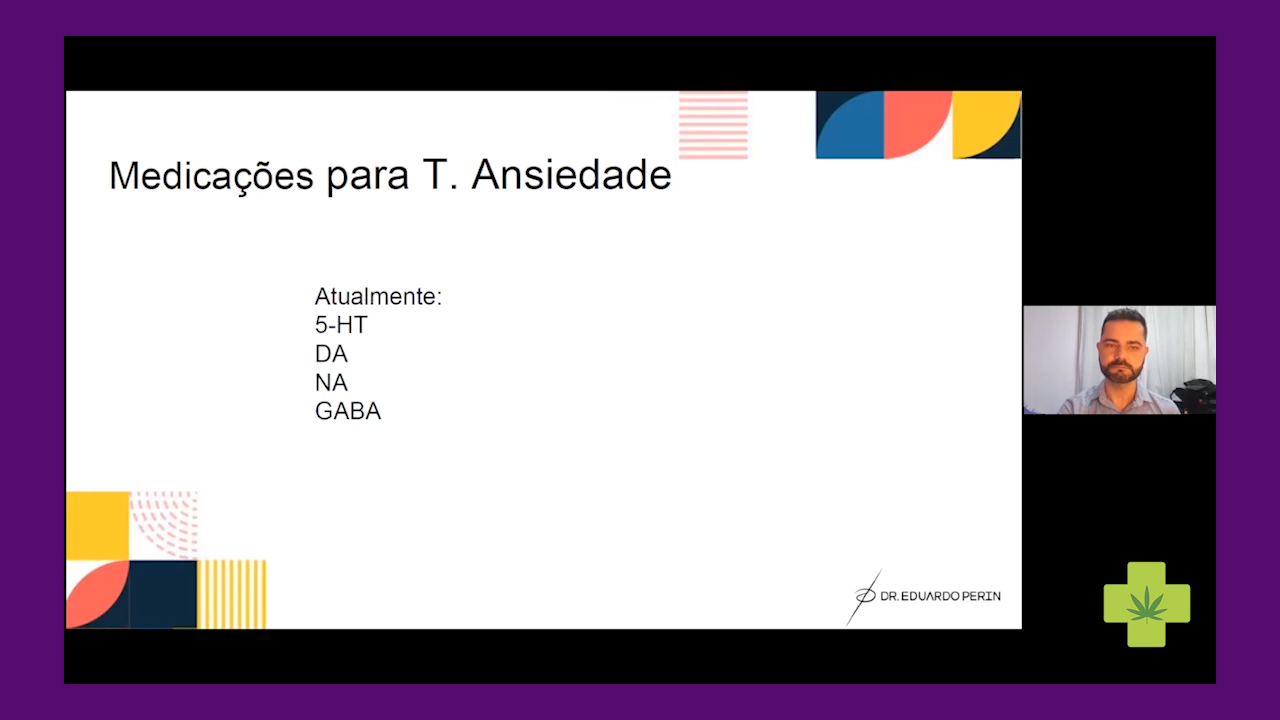 Medicações para T. Ansiedade
Atualmente:
5-HT
DA
NA
GABA
DR. EDUARDO PERIN